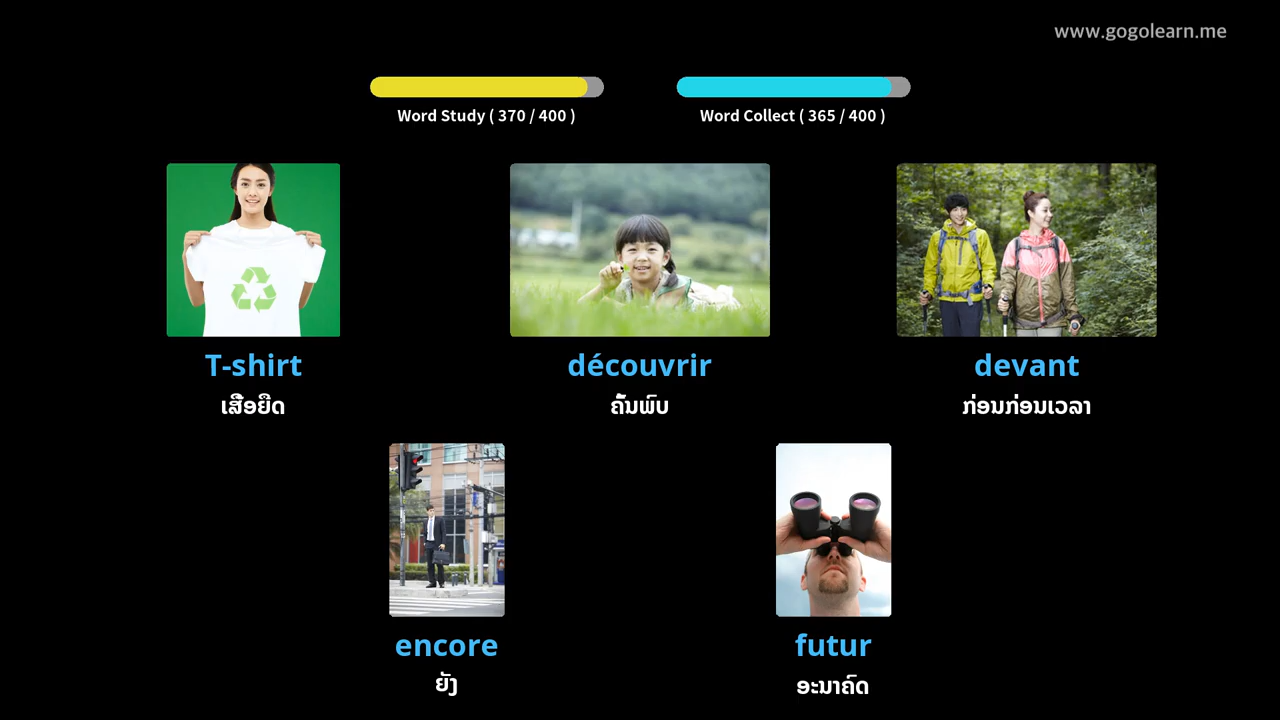 www.gogolearn.me
Word Study ( 370 / 400 )
Word Collect ( 365 / 400 )
T-shirt
ເສື້ອຍືດ
découvrir
ຄົ້ນພົບ
devant
ກ່ອນກ່ອນເວລາ
encore
ຍັງ
futur
ອະນາຄົດ